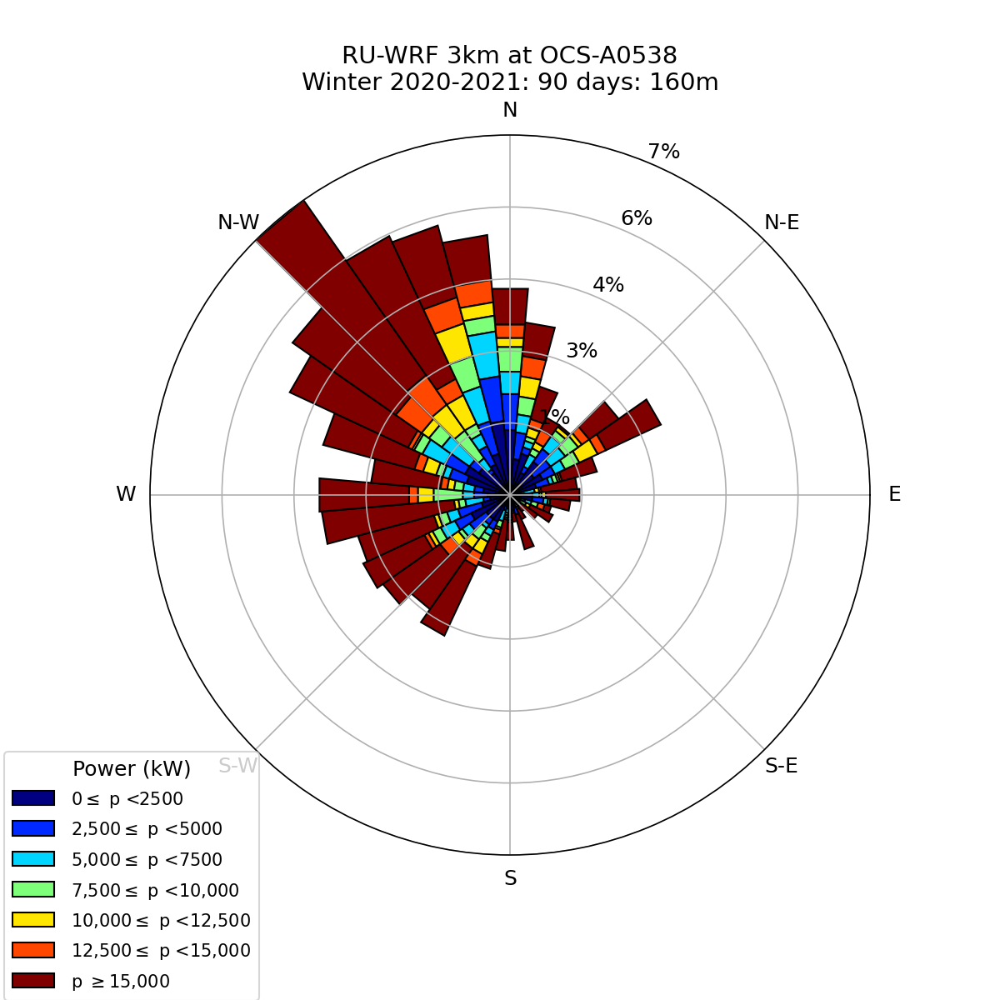 RU-WRF 3km at OCS-A0538
Winter 2020-2021: 90 days: 160m
N
7%
N-W
6%
N-E
4%
3%
1%
W
E
S-W
S-E
S
Power (kW)
0≤ p <2500
2,500≤ p <5000
5,000≤ p <7500
7,500≤ p <10,000
10,000≤ p <12,500
12,500≤ p <15,000
p ≥15,000